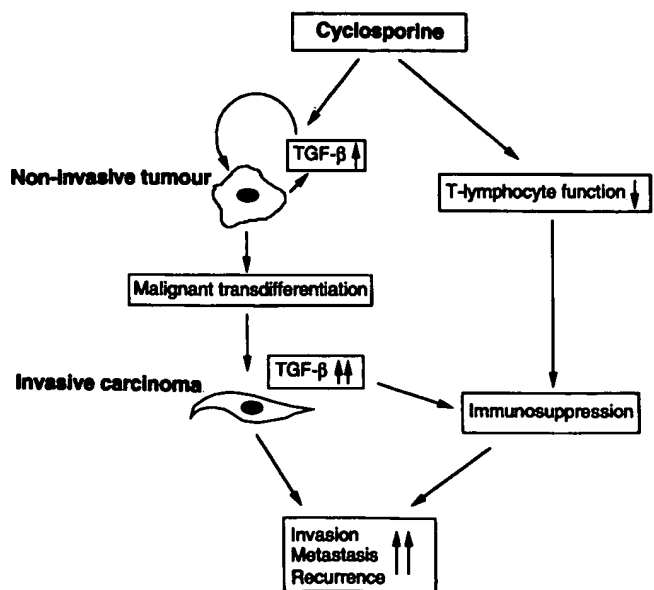 Cyclosporine
TGF-β ↑
Non-invasive tumour
T-lymphocyte function ↓
Malignant transdifferentiation
TGF-β ↑↑
Invasive carcinoma
Immunosuppression
Invasion
Metastasis ↑↑
Recurrence